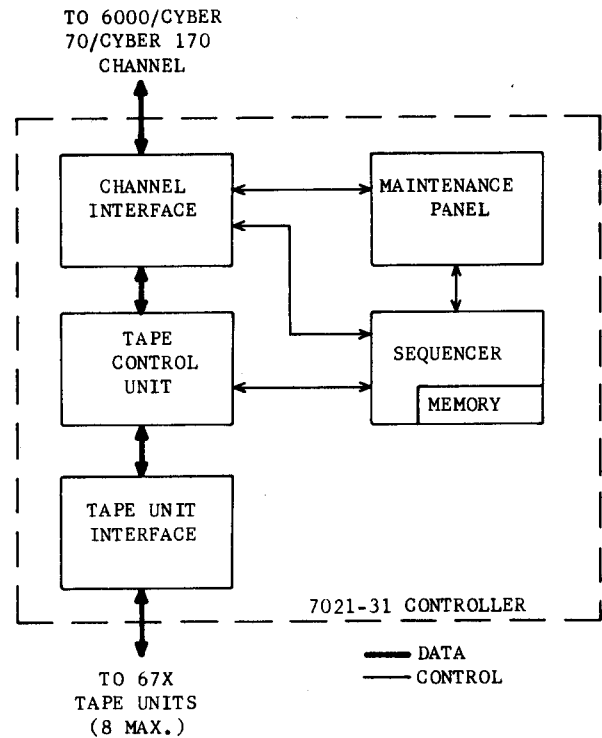 TO 6000/CYBER
70/CYBER 170
CHANNEL
CHANNEL
INTERFACE
MAINTENANCE
PANEL
TAPE
CONTROL
UNIT
SEQUENCER
MEMORY
TAPE UNIT
INTERFACE
7021-31 CONTROLLER
DATA
CONTROL
TO 67X
TAPE UNITS
(8 MAX.)